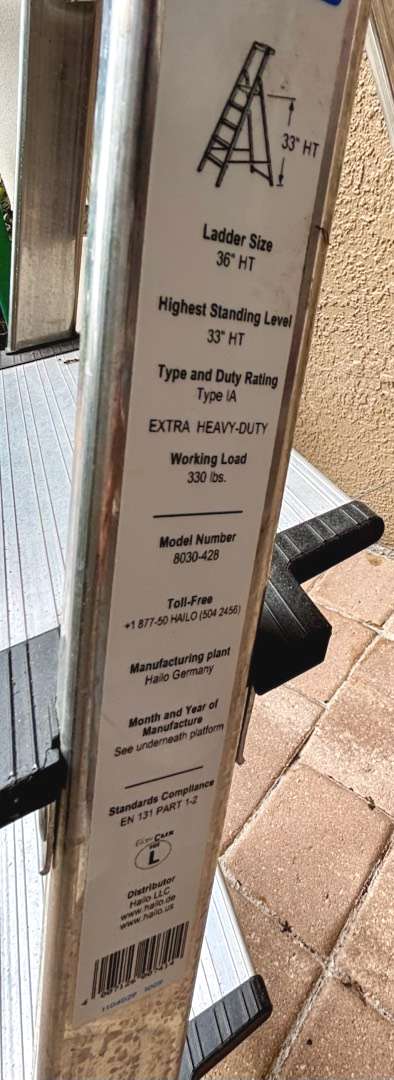 33" HT
Ladder Size
36" HT
Highest Standing Level
33" HT
Type and Duty Rating
Type IA
EXTRA HEAVY-DUTY
Working Load
330 lbs.
Model Number
8030-428
Toll-Free
+1 877-50 HAILO (504 2456)
Manufacturing plant
Hailo Germany
Month and Year of
Manufacture
See underneath platform
Standards Compliance
EN 131 PART 1-2
L
Distributor
Hailo LLC
www.hailo.de
www.hailo.us